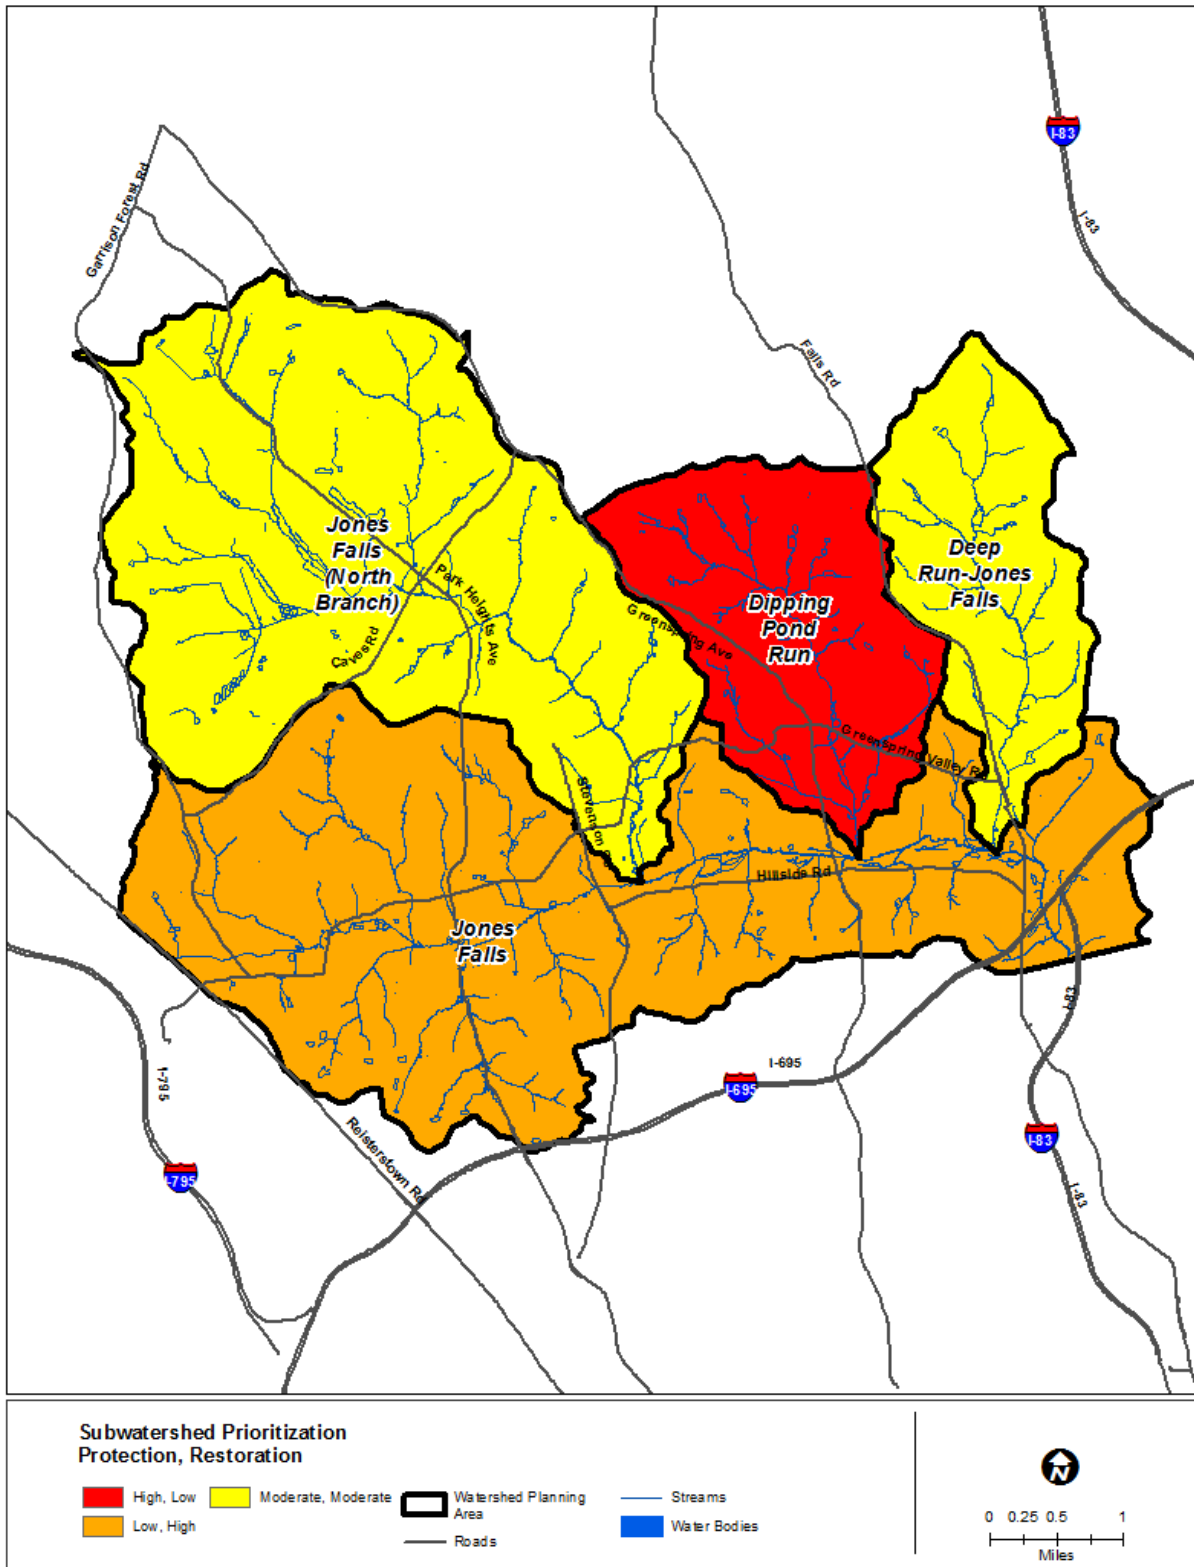 I-83
I-83
Garrison Forest Rd
Falls Rd
Jones
Falls
(North
Branch)
Deep
Run-Jones
Falls
Dipping
Pond
Run
Park Heights Ave
Greenspring Ave
Caves Rd
Greenspring Valley Rd
Stevenson
Hillside Rd
Jones
Falls
I-83
I-695
I-695
I-795
Reisterstown Rd
I-83
I-795
I-83
Subwatershed Prioritization
Protection, Restoration
High, Low
Moderate, Moderate
Watershed Planning
Area
Streams
Low, High
Roads
Water Bodies
N
0 0.25 0.5 1
Miles